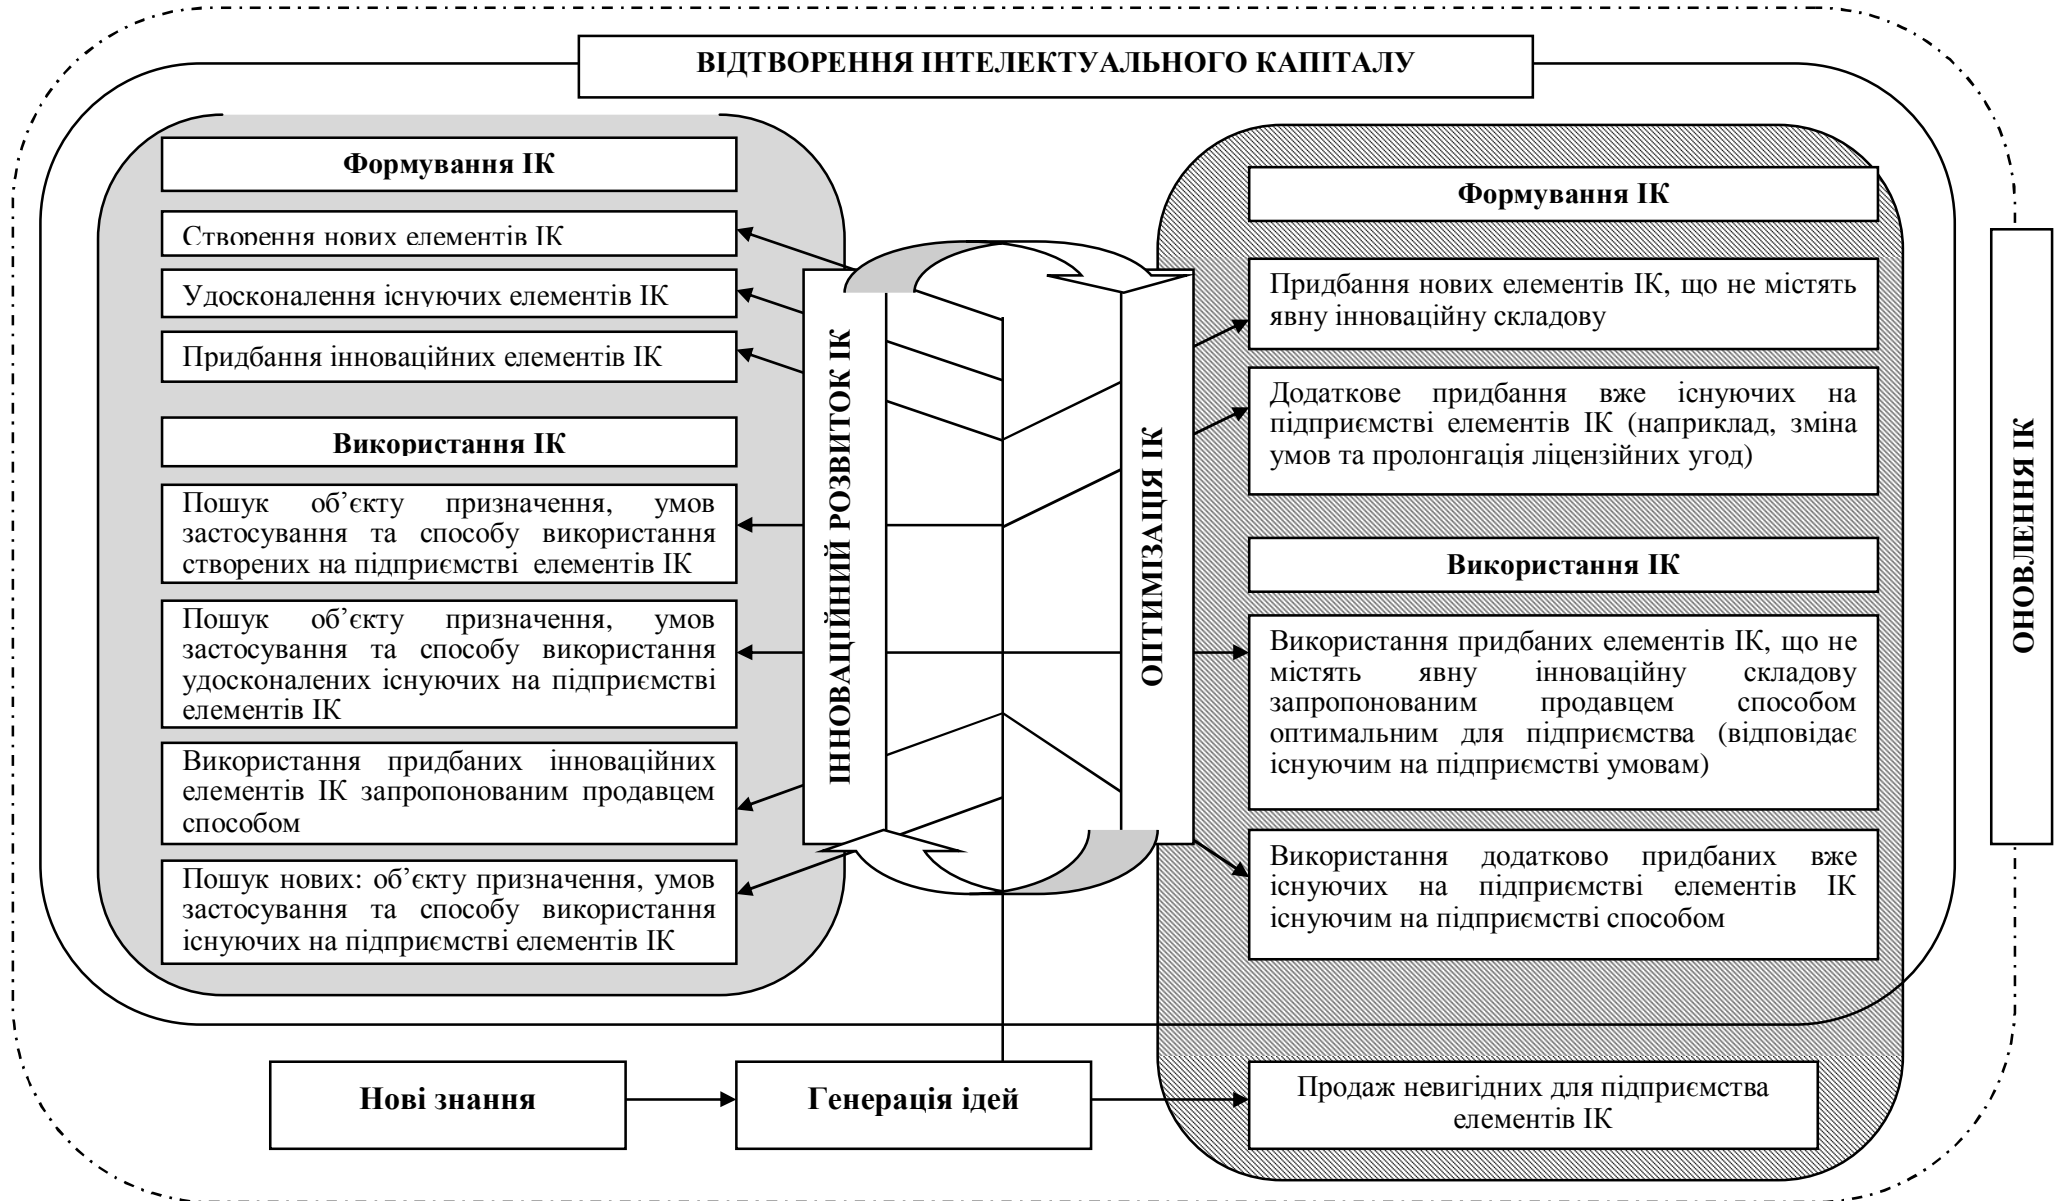 ВІДТВОРЕННЯ ІНТЕЛЕКТУАЛЬНОГО КАПІТАЛУ
Формування ІК
Створення нових елементів ІК
Удосконалення існуючих елементів ІК
Придбання інноваційних елементів ІК
Використання ІК
Пошук об’єкту призначення, умов
застосування та способу використання
створених на підприємстві елементів ІК
Пошук об’єкту призначення, умов
застосування та способу використання
удосконалених існуючих на підприємстві
елементів ІК
Використання придбаних інноваційних
елементів ІК запропонованим продавцем
способом
Пошук нових: об’єкту призначення, умов
застосування та способу використання
існуючих на підприємстві елементів ІК
ІННОВАЦІЙНИЙ РОЗВИТОК ІК
ОПТИМІЗАЦІЯ ІК
Формування ІК
Придбання нових елементів ІК, що не містять
явну інноваційну складову
Додаткове придбання вже існуючих на
підприємстві елементів ІК (наприклад, зміна
умов та пролонгація ліцензійних угод)
Використання ІК
Використання придбаних елементів ІК, що не
містять явну інноваційну складову
запропонованим продавцем способом
оптимальним для підприємства (відповідає
існуючим на підприємстві умовам)
Використання додатково придбаних вже
існуючих на підприємстві елементів ІК
існуючим на підприємстві способом
ОНОВЛЕННЯ ІК
Нові знання
Генерація ідей
Продаж невигідних для підприємства
елементів ІК